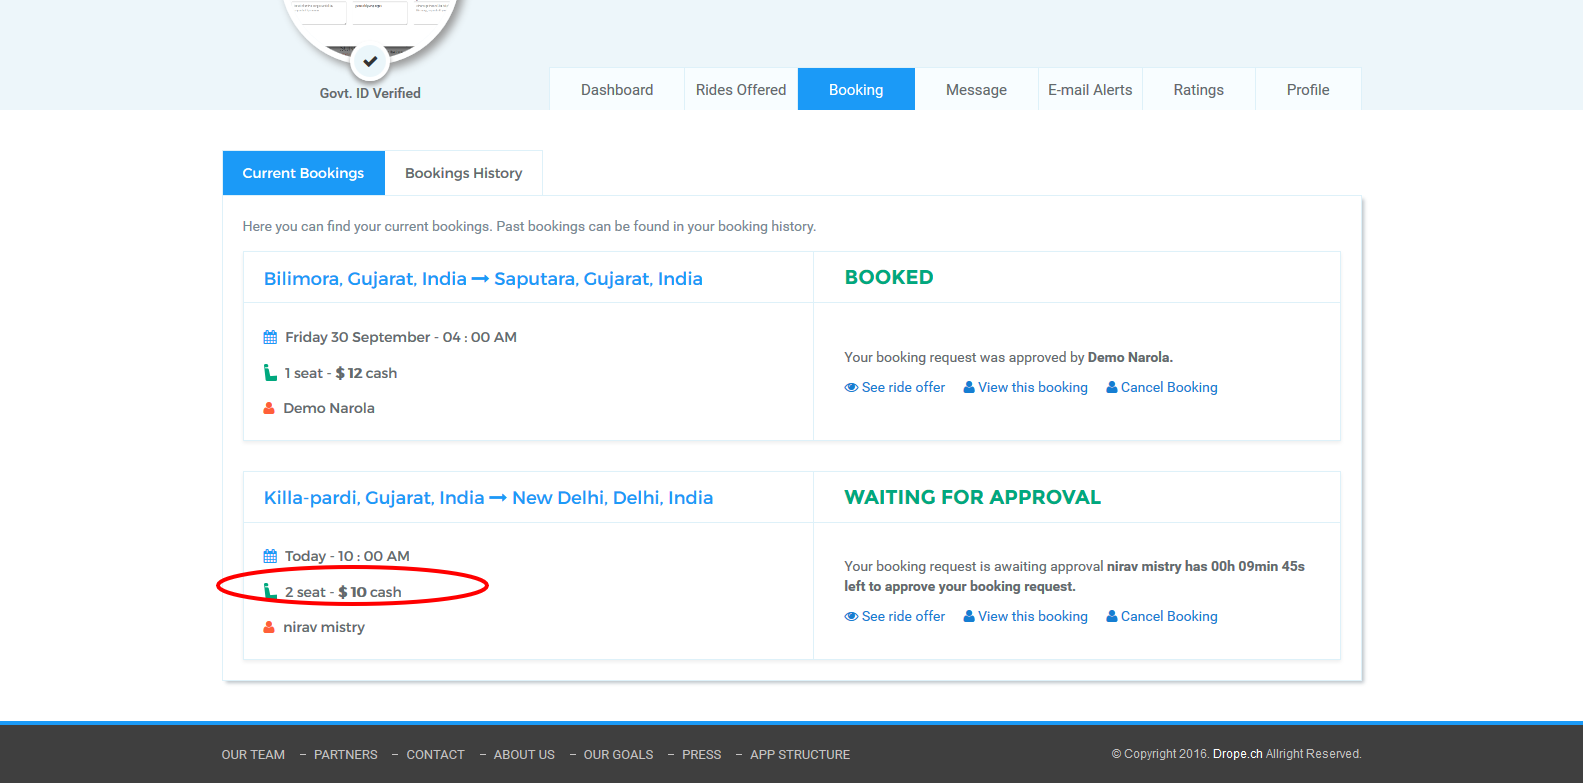 Govt. ID Verified
Dashboard Rides Offered Booking Message E-mail Alerts Ratings Profile
Current Bookings Bookings History
Here you can find your current bookings. Past bookings can be found in your booking history.
Bilimora, Gujarat, India → Saputara, Gujarat, India
BOOKED
Friday 30 September - 04 : 00 AM
1 seat - $ 12 cash
Demo Narola
Your booking request was approved by Demo Narola.
See ride offer View this booking Cancel Booking
Killa-pardi, Gujarat, India → New Delhi, Delhi, India
WAITING FOR APPROVAL
Today - 10 : 00 AM
2 seat - $ 10 cash
nirav mistry
Your booking request is awaiting approval nirav mistry has 00h 09min 45s
left to approve your booking request.
See ride offer View this booking Cancel Booking
OUR TEAM – PARTNERS – CONTACT – ABOUT US – OUR GOALS – PRESS – APP STRUCTURE
© Copyright 2016. Drope.ch Allright Reserved.